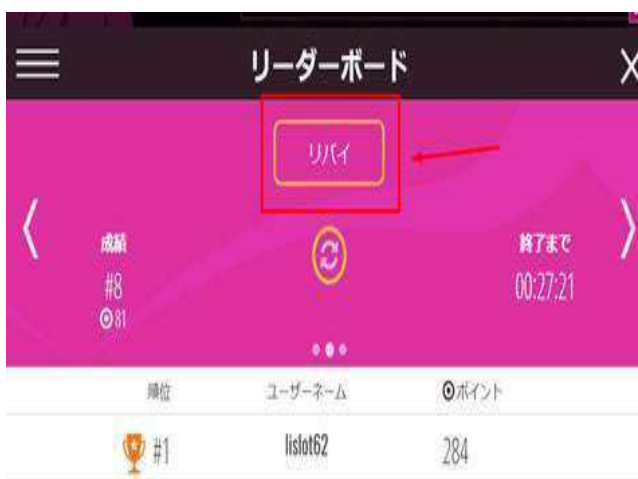 リーダーボード
リバイ
成績
終了まで
#8
00:27:21
81
順位 ユーザーネーム ポイント
#1 lislot62 284